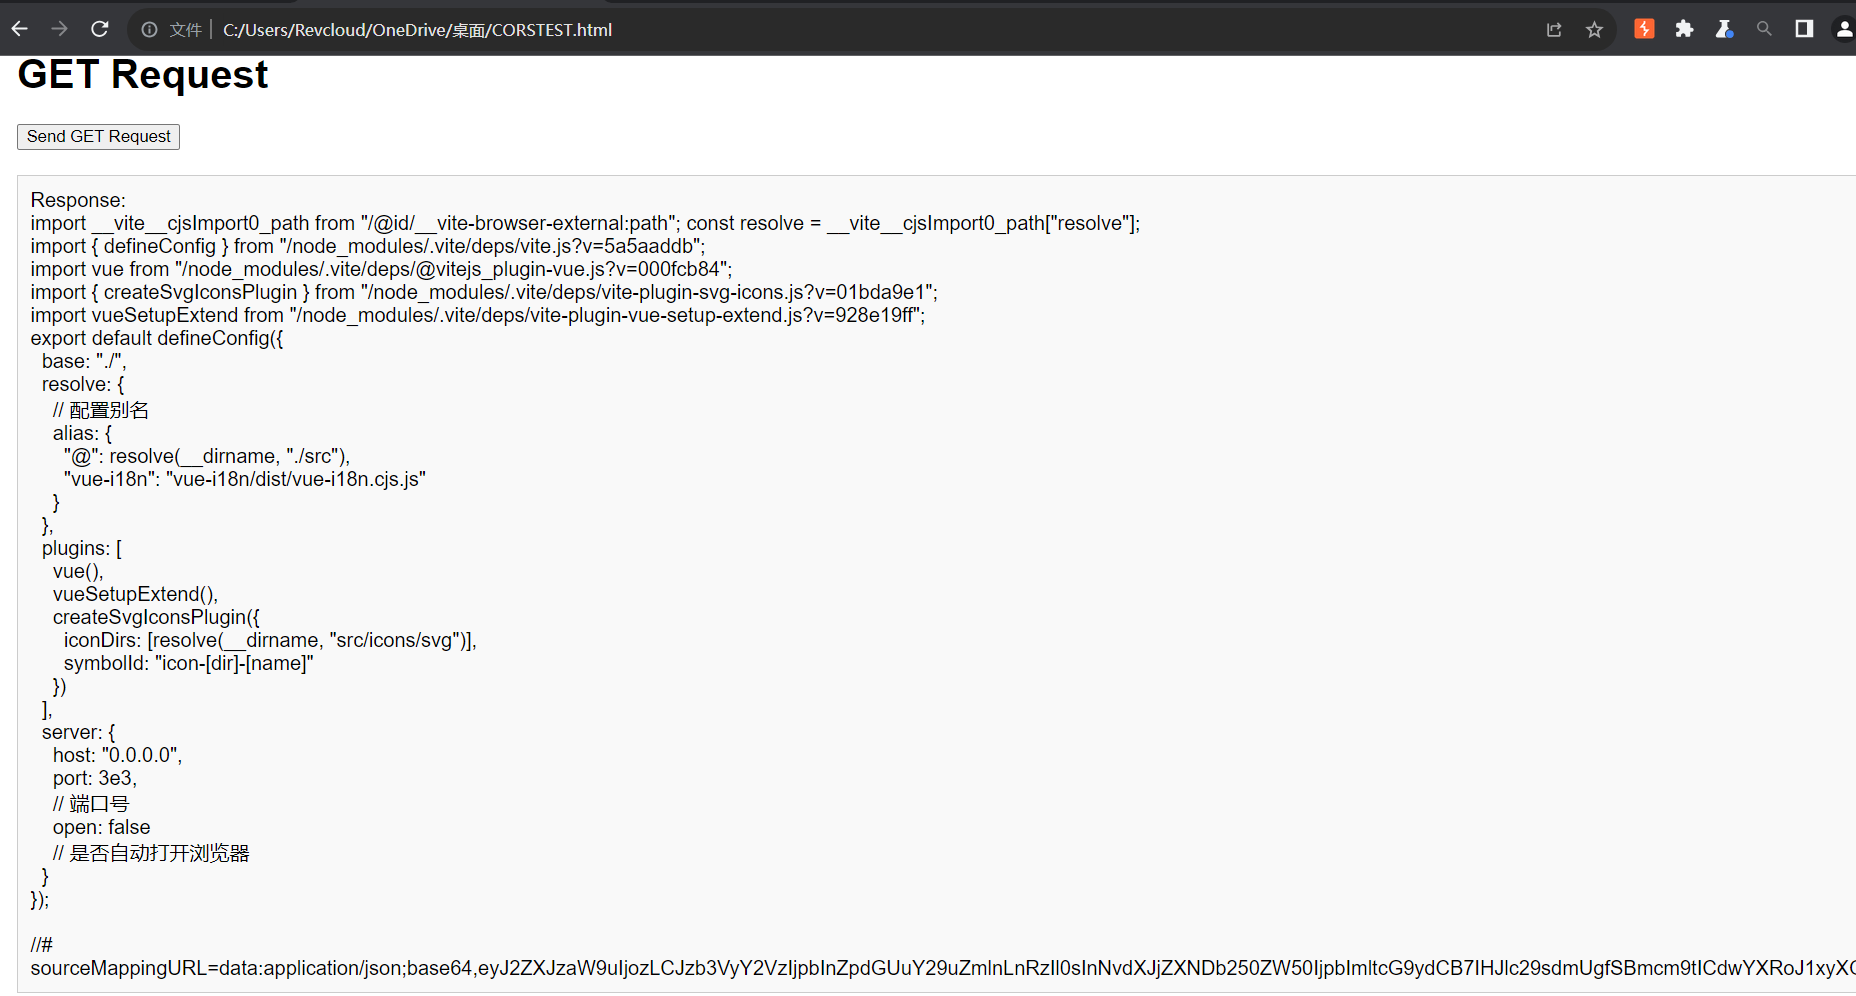 文件 | C:/Users/Revcloud/OneDrive/桌面/CORSTEST.html
GET Request
Send GET Request
Response:
import __vite__cjsImport0_path from "/@id/__vite-browser-external:path"; const resolve = __vite__cjsImport0_path["resolve"];
import { defineConfig } from "/node_modules/.vite/deps/vite.js?v=5a5aaddb";
import vue from "/node_modules/.vite/deps/@vitejs_plugin-vue.js?v=000fcb84";
import { createSvgIconsPlugin } from "/node_modules/.vite/deps/vite-plugin-svg-icons.js?v=01bda9e1";
import vueSetupExtend from "/node_modules/.vite/deps/vite-plugin-vue-setup-extend.js?v=928e19ff";
export default defineConfig({
base: "./",
resolve: {
// 配置别名
alias: {
"@": resolve(__dirname, "./src"),
"vue-i18n": "vue-i18n/dist/vue-i18n.cjs.js"
}
},
plugins: [
vue(),
vueSetupExtend(),
createSvgIconsPlugin({
iconDirs: [resolve(__dirname, "src/icons/svg")],
symbolId: "icon-[dir]-[name]"
})
],
server: {
host: "0.0.0.0",
port: 3e3,
// 端口号
open: false
// 是否自动打开浏览器
}
});
//#
sourceMappingURL=data:application/json;base64,eyJ2ZXJzaW9uIjozLCJzb3VyY2VzIjpbInZpdGUuY29uZmlnLnRzIl0sInNvdXJjZXNDb250ZW50IjpbImltcG9ydCB7IHJlc29sdmUgfSBmcm9tICdwYXRoJ1xyXG